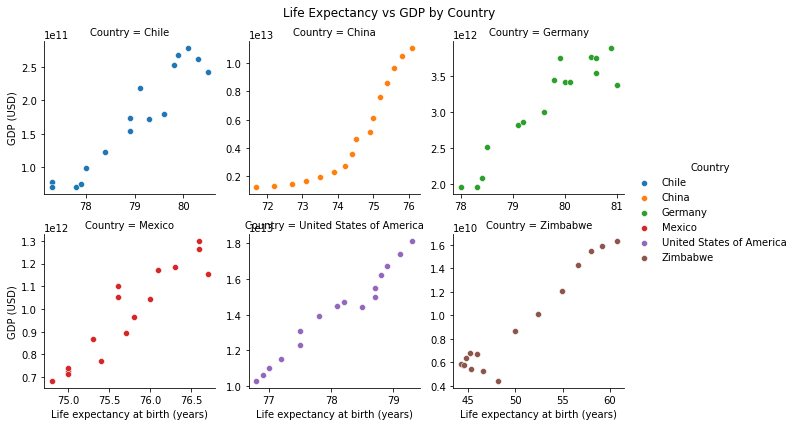 Life Expectancy vs GDP by Country
Country = Chile
Country = China
Country = Germany
1e11
1e13
1e12
2.5
2.0
1.5
1.0
GDP (USD)
78
79
80
1.0
0.8
0.6
0.4
0.2
72
73
74
75
76
3.5
3.0
2.5
2.0
78
79
80
81
Country = Mexico
Country = United States of America
Country = Zimbabwe
1e12
1e13
1e10
1.3
1.2
1.1
1.0
0.9
0.8
0.7
GDP (USD)
75.0
75.5
76.0
76.5
Life expectancy at birth (years)
1.8
1.6
1.4
1.2
1.0
77
78
79
Life expectancy at birth (years)
1.6
1.4
1.2
1.0
0.8
0.6
0.4
45
50
55
60
Life expectancy at birth (years)
Country
Chile
China
Germany
Mexico
United States of America
Zimbabwe